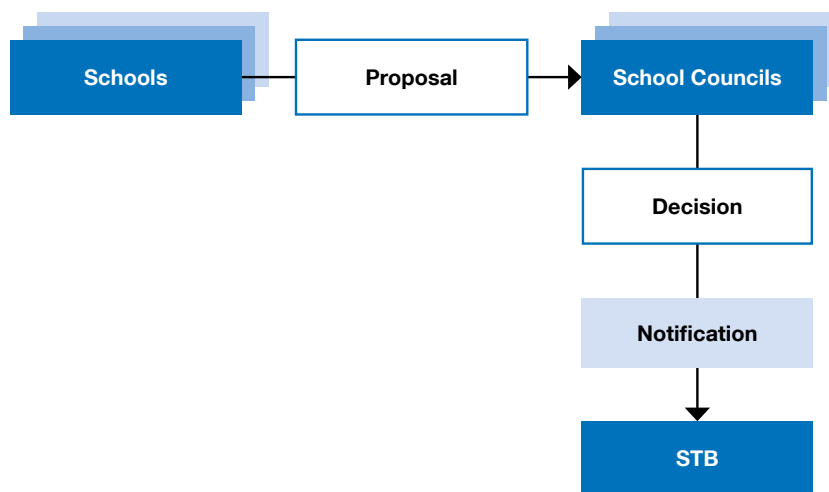 Schools
Proposal
School Councils
Decision
Notification
STB